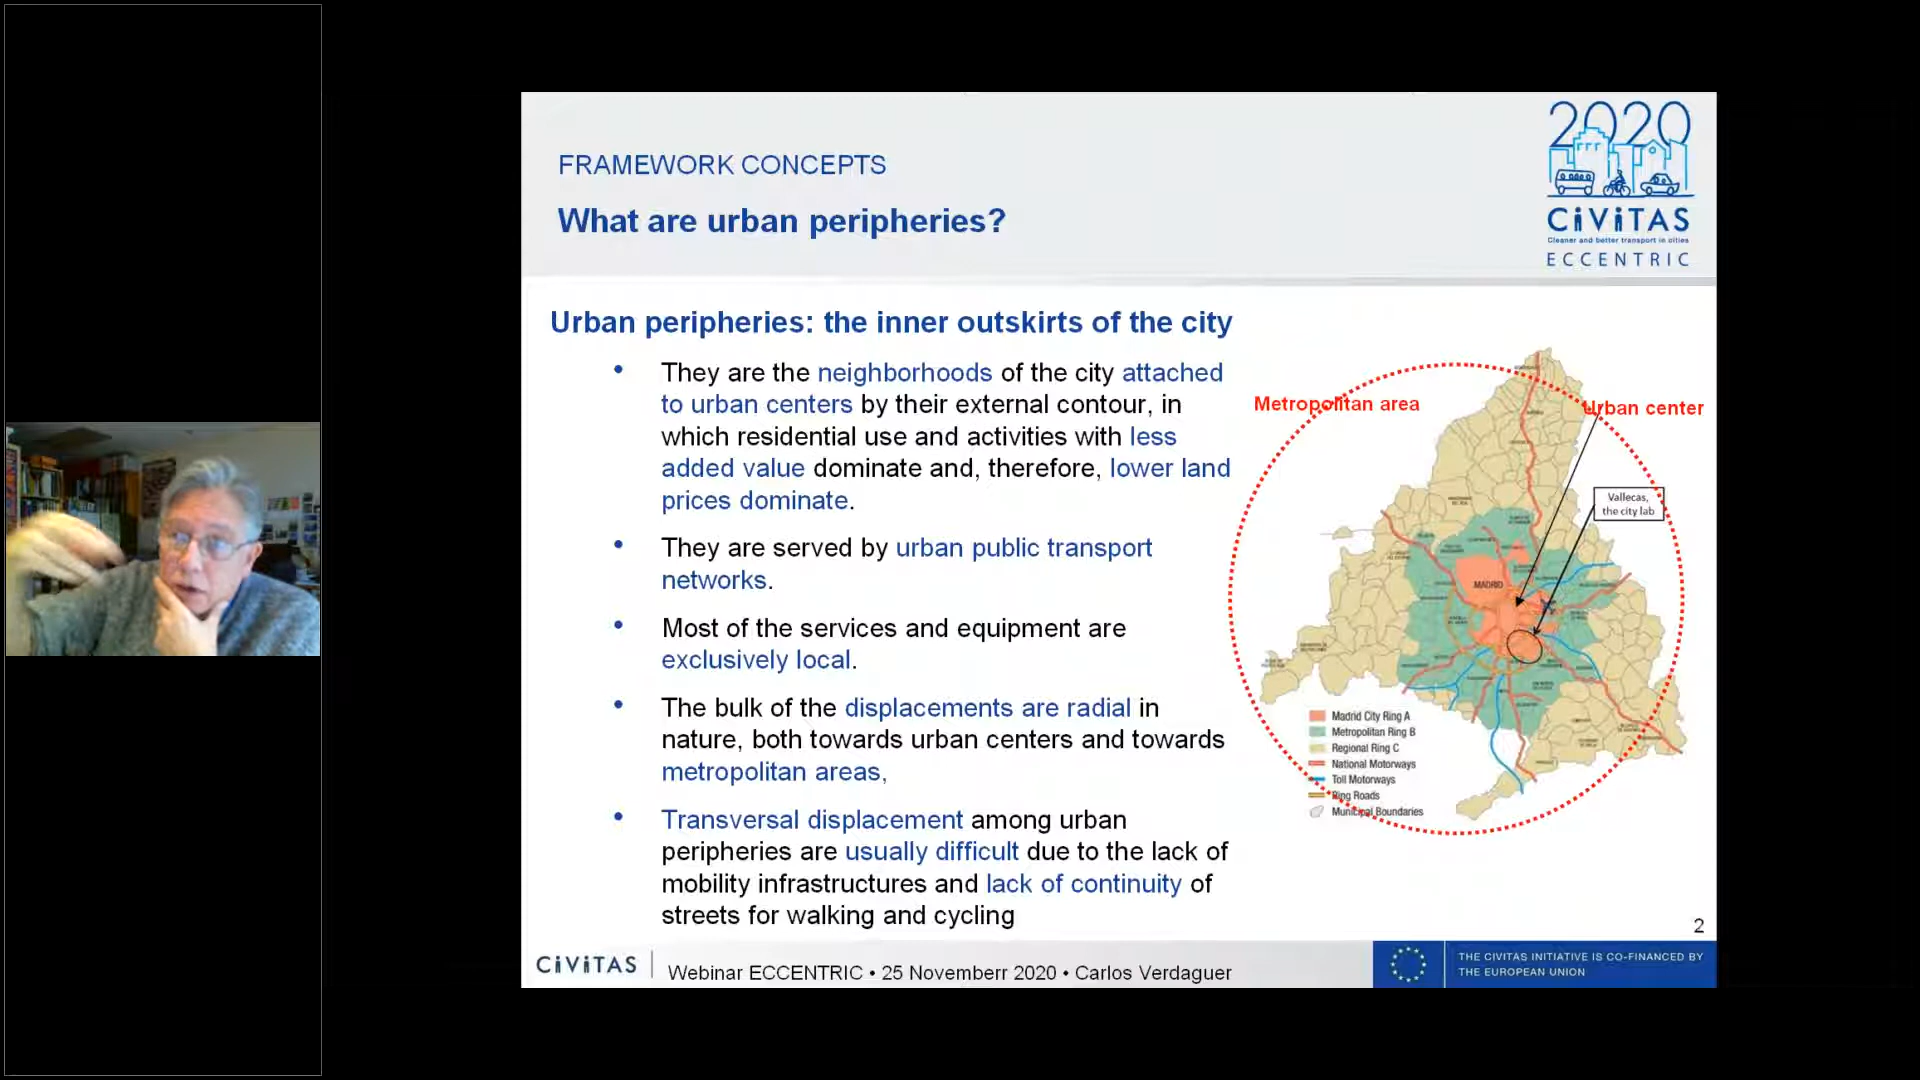 FRAMEWORK CONCEPTS
What are urban peripheries?
2020
CiViTAS
Cleaner and better transport in cities
ECCENTRIC
Urban peripheries: the inner outskirts of the city
• They are the neighborhoods of the city attached
to urban centers by their external contour, in
which residential use and activities with less
added value dominate and, therefore, lower land
prices dominate.
• They are served by urban public transport
networks.
• Most of the services and equipment are
exclusively local.
• The bulk of the displacements are radial in
nature, both towards urban centers and towards
metropolitan areas,
• Transversal displacement among urban
peripheries are usually difficult due to the lack of
mobility infrastructures and lack of continuity of
streets for walking and cycling
Metropolitan area
Urban center
Vallecas,
the city lab
MADRID
Madrid City Ring A
Metropolitan Ring B
Regional Ring C
National Motorways
Toll Motorways
Ring Roads
Municipal Boundaries
2
CiViTAS
Webinar ECCENTRIC • 25 Novemberr 2020 • Carlos Verdaguer
THE CIVITAS INITIATIVE IS CO-FINANCED BY
THE EUROPEAN UNION